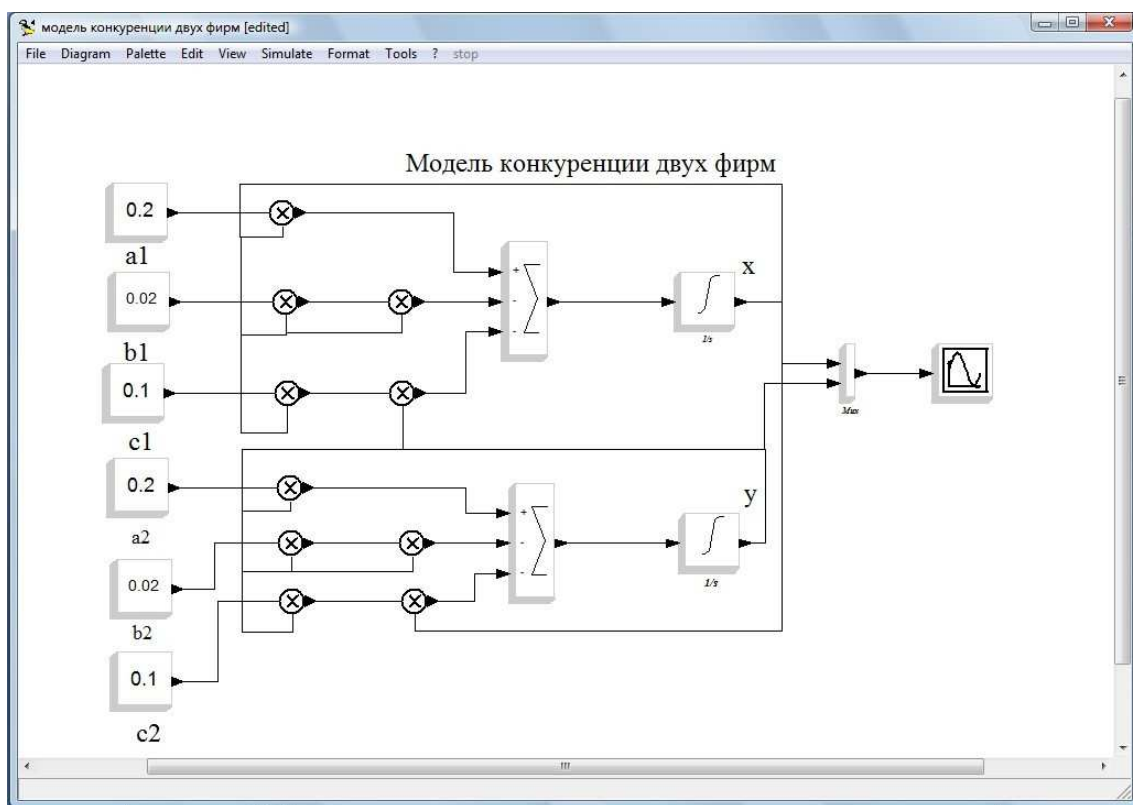 модель конкуренции двух фирм [edited]
File Diagram Palette Edit View Simulate Format Tools ? stop
Модель конкуренции двух фирм
0.2
a1
0.02
b1
0.1
c1
0.2
a2
0.02
b2
0.1
c2
+
-
-
x
1/s
Mux
+
-
-
y
1/s